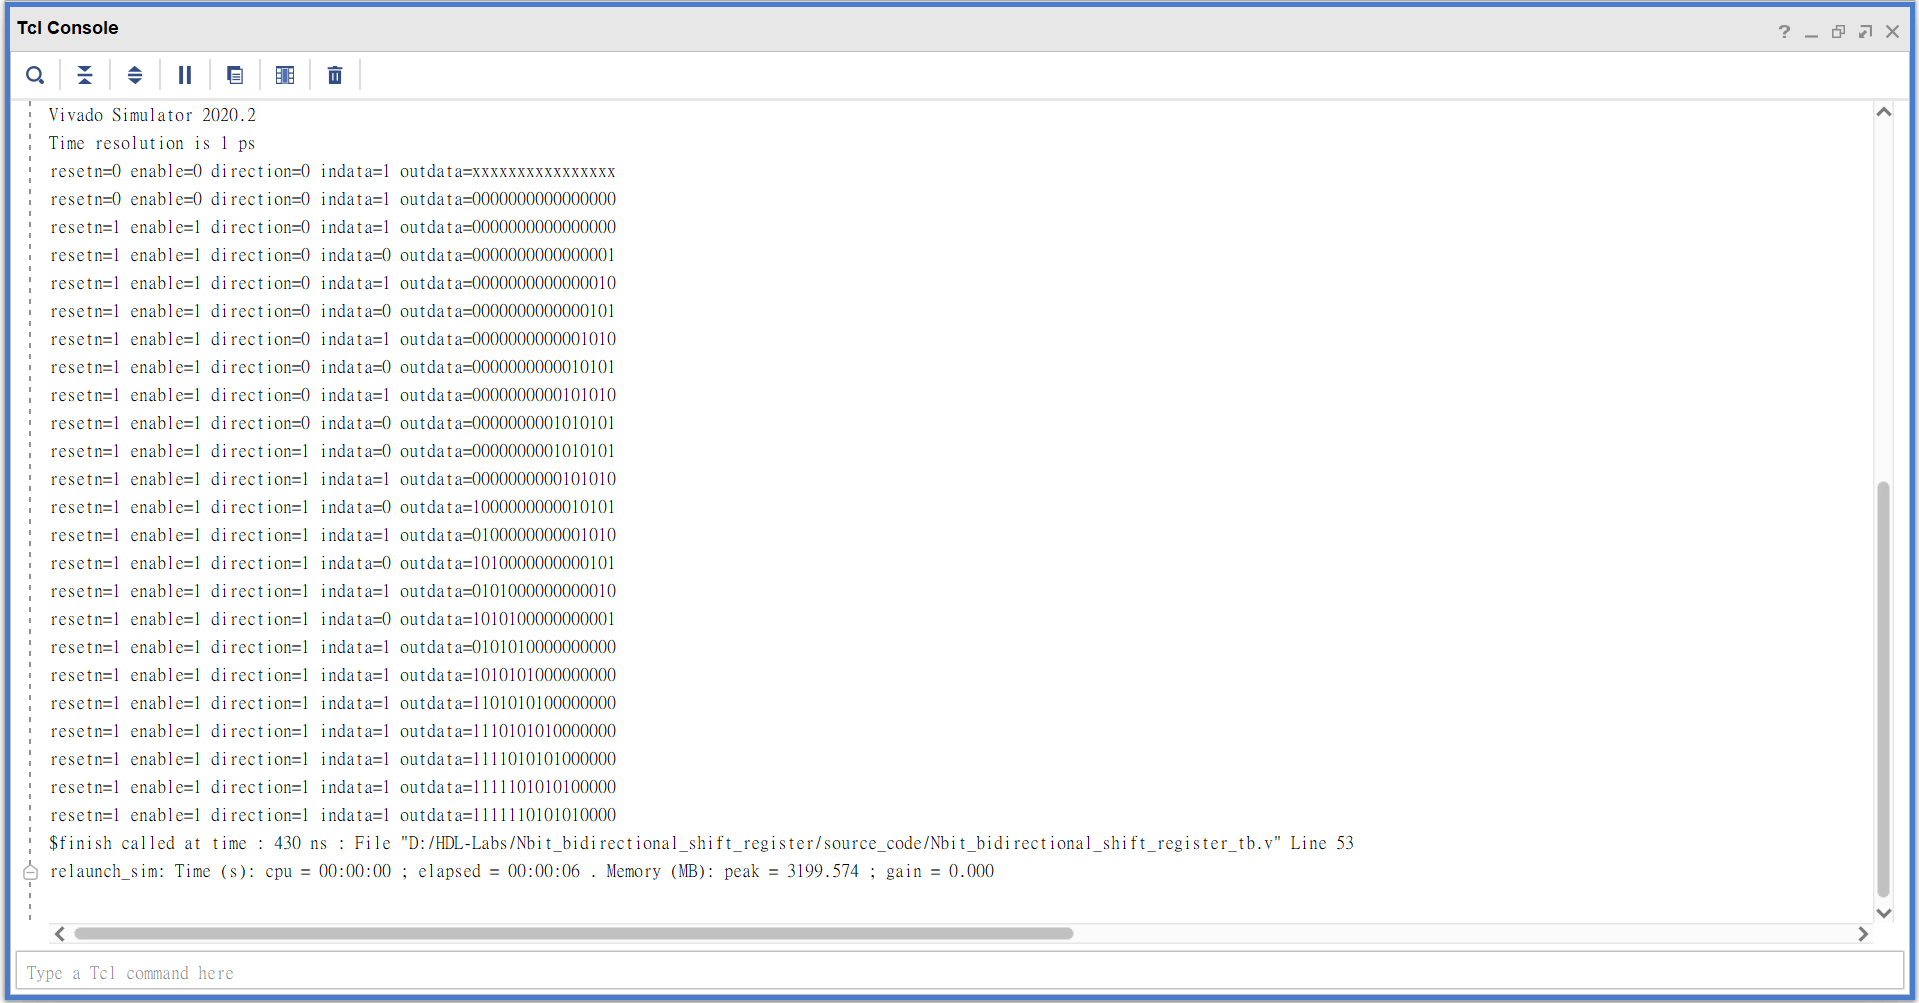 Tcl Console
Vivado Simulator 2020.2
Time resolution is 1 ps
resetn=0 enable=0 direction=0 indata=1 outdata=xxxxxxxxxxxxxxxx
resetn=0 enable=0 direction=0 indata=1 outdata=0000000000000000
resetn=1 enable=1 direction=0 indata=1 outdata=0000000000000000
resetn=1 enable=1 direction=0 indata=0 outdata=0000000000000001
resetn=1 enable=1 direction=0 indata=1 outdata=0000000000000010
resetn=1 enable=1 direction=0 indata=0 outdata=0000000000000101
resetn=1 enable=1 direction=0 indata=1 outdata=0000000000001010
resetn=1 enable=1 direction=0 indata=0 outdata=0000000000010101
resetn=1 enable=1 direction=0 indata=1 outdata=0000000000101010
resetn=1 enable=1 direction=0 indata=0 outdata=0000000001010101
resetn=1 enable=1 direction=1 indata=0 outdata=0000000001010101
resetn=1 enable=1 direction=1 indata=1 outdata=0000000000101010
resetn=1 enable=1 direction=1 indata=0 outdata=1000000000010101
resetn=1 enable=1 direction=1 indata=1 outdata=0100000000001010
resetn=1 enable=1 direction=1 indata=0 outdata=1010000000000101
resetn=1 enable=1 direction=1 indata=1 outdata=0101000000000010
resetn=1 enable=1 direction=1 indata=0 outdata=1010100000000001
resetn=1 enable=1 direction=1 indata=1 outdata=0101010000000000
resetn=1 enable=1 direction=1 indata=1 outdata=1010101000000000
resetn=1 enable=1 direction=1 indata=1 outdata=1101010100000000
resetn=1 enable=1 direction=1 indata=1 outdata=1110101010000000
resetn=1 enable=1 direction=1 indata=1 outdata=1111010101000000
resetn=1 enable=1 direction=1 indata=1 outdata=1111101010100000
resetn=1 enable=1 direction=1 indata=1 outdata=1111110101010000
$finish called at time : 430 ns : File "D:/HDL-Labs/Nbit_bidirectional_shift_register/source_code/Nbit_bidirectional_shift_register_tb.v" Line 53
relaunch_sim: Time (s): cpu = 00:00:00 ; elapsed = 00:00:06 . Memory (MB): peak = 3199.574 ; gain = 0.000
Type a Tcl command here